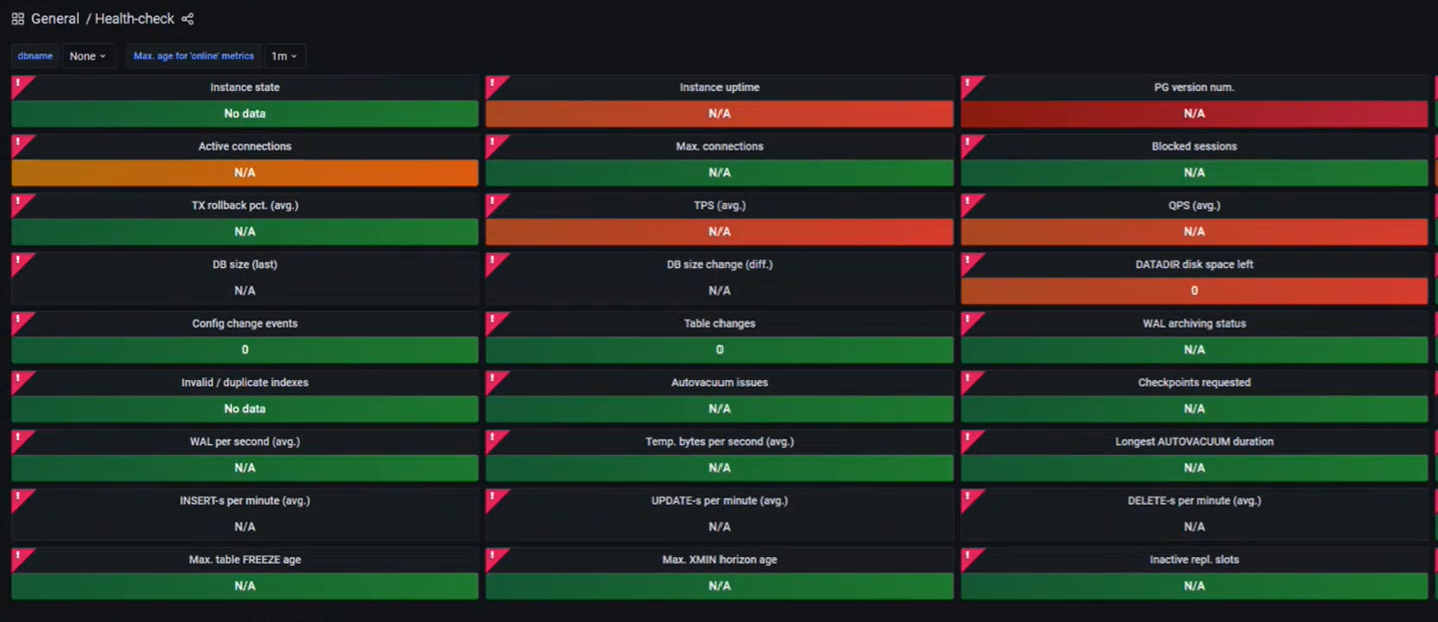 General / Health-check
dbname None Max. age for 'online' metrics 1m
! Instance state ! Instance uptime ! PG version num.
No data N/A N/A
! Active connections ! Max. connections ! Blocked sessions
N/A N/A N/A
! TX rollback pct. (avg.) ! TPS (avg.) ! QPS (avg.)
N/A N/A N/A
! DB size (last) ! DB size change (diff.) ! DATADIR disk space left
N/A N/A 0
! Config change events ! Table changes ! WAL archiving status
0 0 N/A
! Invalid / duplicate indexes ! Autovacuum issues ! Checkpoints requested
No data N/A N/A
! WAL per second (avg.) ! Temp. bytes per second (avg.) ! Longest AUTOVACUUM duration
N/A N/A N/A
! INSERT-s per minute (avg.) ! UPDATE-s per minute (avg.) ! DELETE-s per minute (avg.)
N/A N/A N/A
! Max. table FREEZE age ! Max. XMIN horizon age ! Inactive repl. slots
N/A N/A N/A